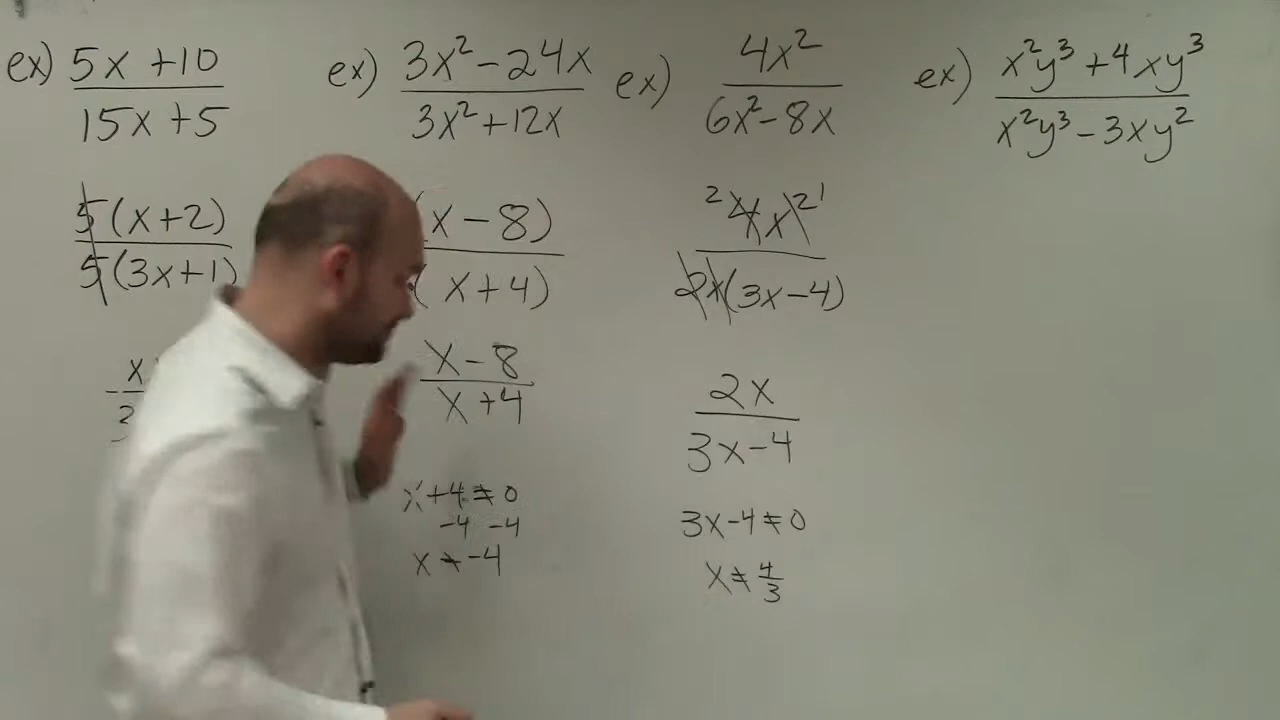 ex) 5x +10 / 15x +5
5(x+2) / 5(3x+1)
ex) 3x² -24x / 3x² +12x
(x - 8) / (x+4)
x - 8 / x +4
x+4 ≠ 0
-4 -4
x ≠ -4
ex) 4x² / 6x² - 8x
2 4x² 1 / 2x(3x-4)
2x / 3x-4
3x-4 ≠ 0
x ≠ 4/3
ex) x²y³ +4xy³ / x²y³ - 3xy²